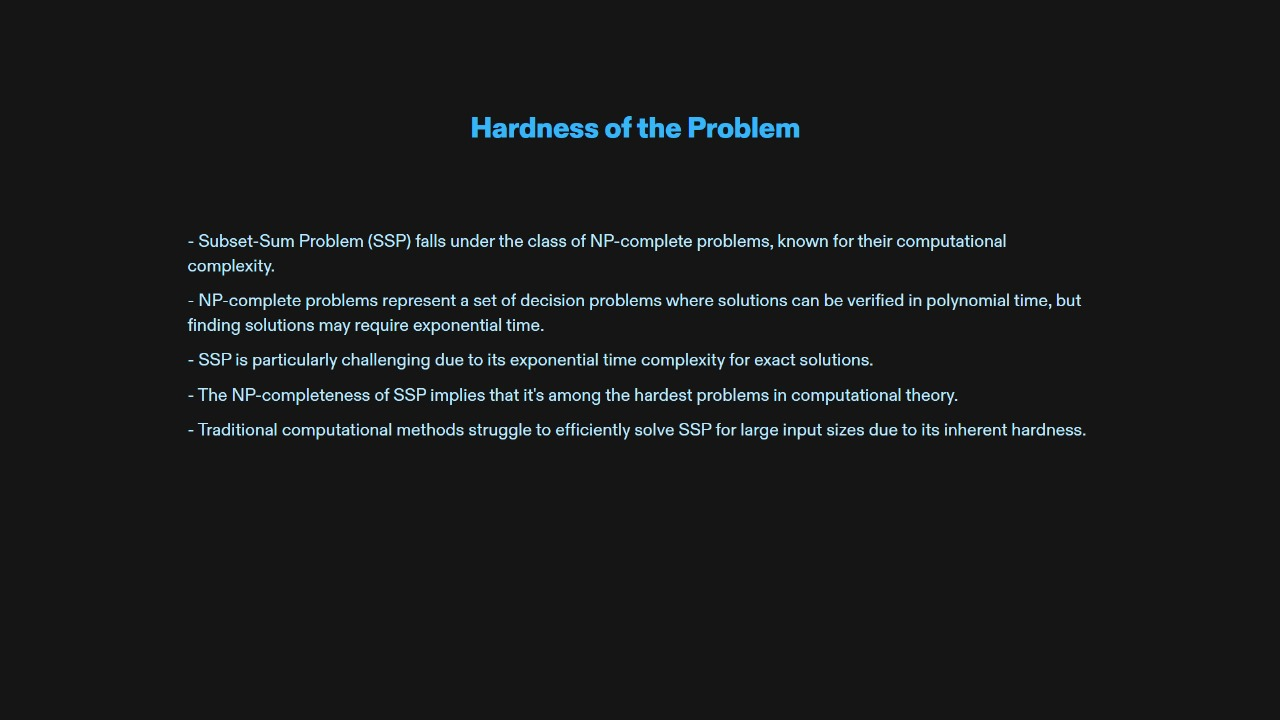 Hardness of the Problem
- Subset-Sum Problem (SSP) falls under the class of NP-complete problems, known for their computational
complexity.
- NP-complete problems represent a set of decision problems where solutions can be verified in polynomial time, but
finding solutions may require exponential time.
- SSP is particularly challenging due to its exponential time complexity for exact solutions.
- The NP-completeness of SSP implies that it's among the hardest problems in computational theory.
- Traditional computational methods struggle to efficiently solve SSP for large input sizes due to its inherent hardness.